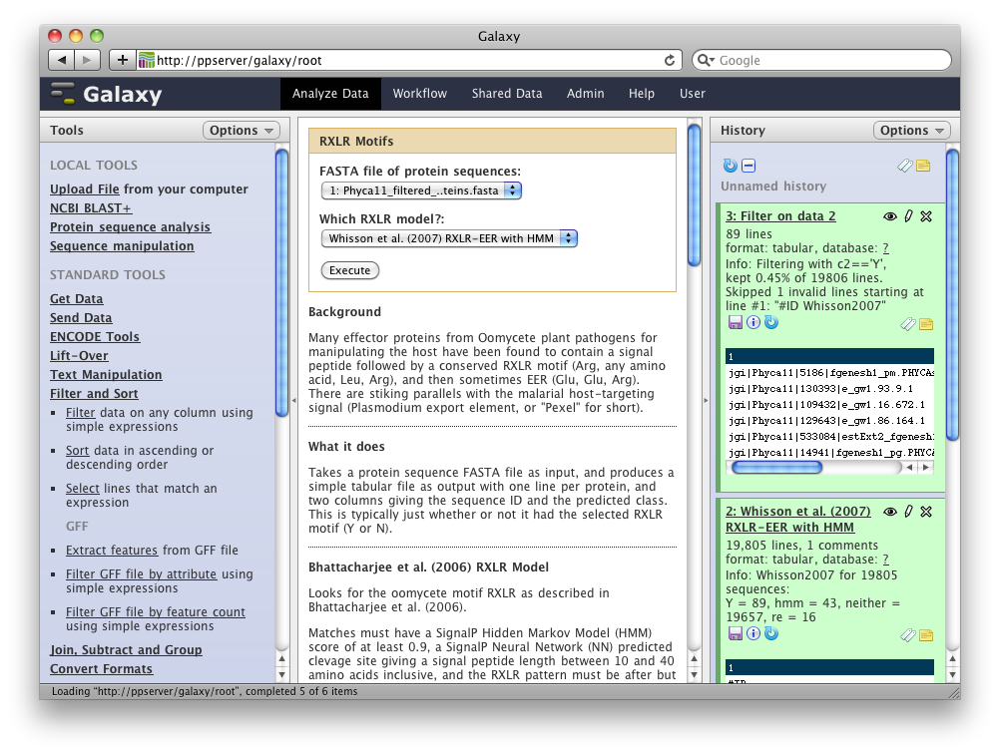 Galaxy
http://ppserver/galaxy/root
Google
Galaxy
Analyze Data
Workflow
Shared Data
Admin
Help
User
Tools
Options
LOCAL TOOLS
Upload File from your computer
NCBI BLAST+
Protein sequence analysis
Sequence manipulation
STANDARD TOOLS
Get Data
Send Data
ENCODE Tools
Lift-Over
Text Manipulation
Filter and Sort
Filter data on any column using
simple expressions
Sort data in ascending or
descending order
Select lines that match an
expression
GFF
Extract features from GFF file
Filter GFF file by attribute using
simple expressions
Filter GFF file by feature count
using simple expressions
Join, Subtract and Group
Convert Formats
RXLR Motifs
FASTA file of protein sequences:
1: Phyca11_filtered_..teins.fasta
Which RXLR model?:
Whisson et al. (2007) RXLR-EER with HMM
Execute
Background
Many effector proteins from Oomycete plant pathogens for
manipulating the host have been found to contain a signal
peptide followed by a conserved RXLR motif (Arg, any amino
acid, Leu, Arg), and then sometimes EER (Glu, Glu, Arg).
There are stiking parallels with the malarial host-targeting
signal (Plasmodium export element, or "Pexel" for short).
What it does
Takes a protein sequence FASTA file as input, and produces a
simple tabular file as output with one line per protein, and
two columns giving the sequence ID and the predicted class.
This is typically just whether or not it had the selected RXLR
motif (Y or N).
Bhattacharjee et al. (2006) RXLR Model
Looks for the oomycete motif RXLR as described in
Bhattacharjee et al. (2006).
Matches must have a SignalP Hidden Markov Model (HMM)
score of at least 0.9, a SignalP Neural Network (NN) predicted
clevage site giving a signal peptide length between 10 and 40
amino acids inclusive, and the RXLR pattern must be after but
History
Options
Unnamed history
3: Filter on data 2
89 lines
format: tabular, database: ?
Info: Filtering with c2=='Y',
kept 0.45% of 19806 lines.
Skipped 1 invalid lines starting at
line #1: "#ID Whisson2007"
1
jgi|Phyca11|5186|fgenesh1_pm.PHYCAs
jgi|Phyca11|130393|e_gw1.93.9.1
jgi|Phyca11|109432|e_gw1.16.672.1
jgi|Phyca11|129643|e_gw1.86.164.1
jgi|Phyca11|533084|estExt2_fgenesh1
jgi|Phyca11|14941|fgenesh1_pg.PHYCA
2: Whisson et al. (2007)
RXLR-EER with HMM
19,805 lines, 1 comments
format: tabular, database: ?
Info: Whisson2007 for 19805
sequences:
Y = 89, hmm = 43, neither =
19657, re = 16
1
#ID
Loading "http://ppserver/galaxy/root", completed 5 of 6 items